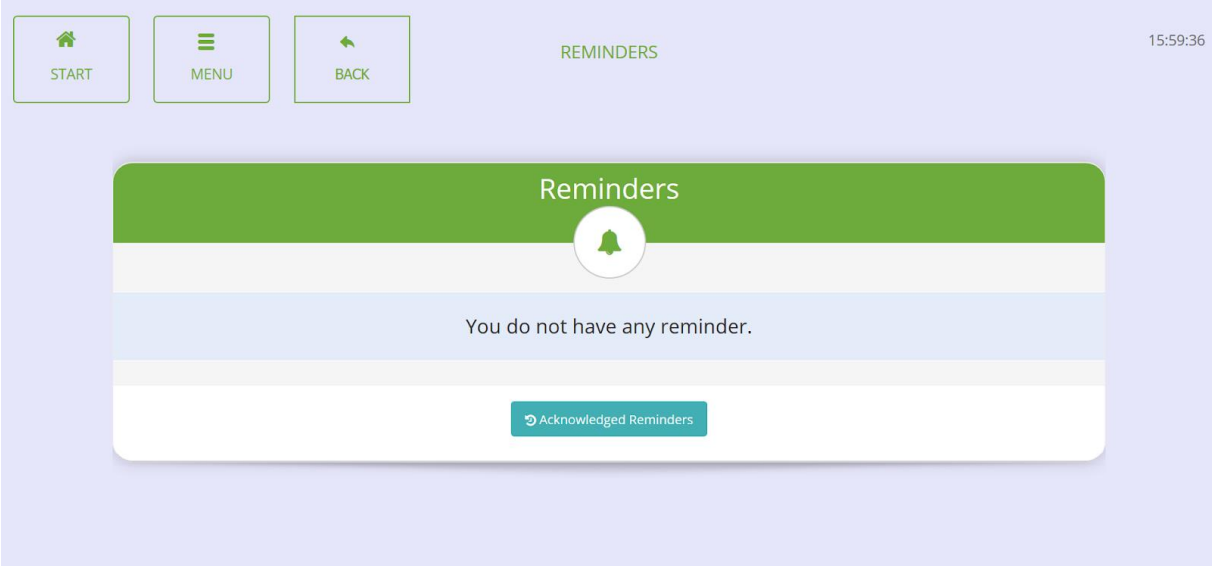 START
MENU
BACK
REMINDERS
15:59:36
Reminders
You do not have any reminder.
Acknowledged Reminders